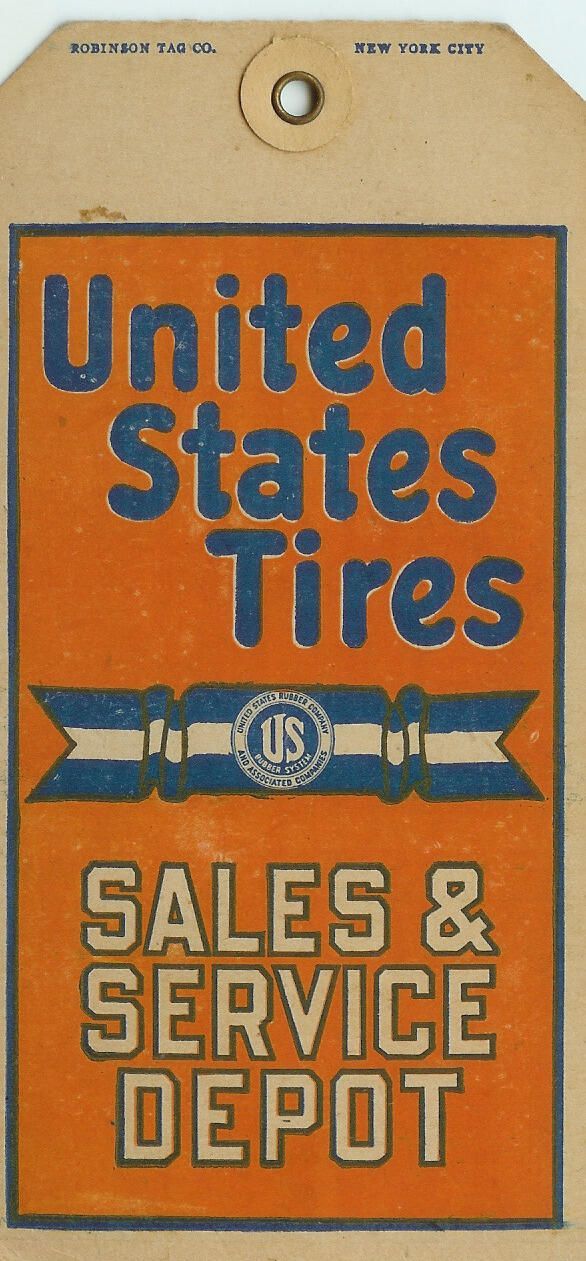 ROBINSON TAG CO. NEW YORK CITY
United
States
Tires
UNITED STATES RUBBER COMPANY
US
RUBBER SYSTEM
AND ASSOCIATED COMPANIES
SALES &
SERVICE
DEPOT